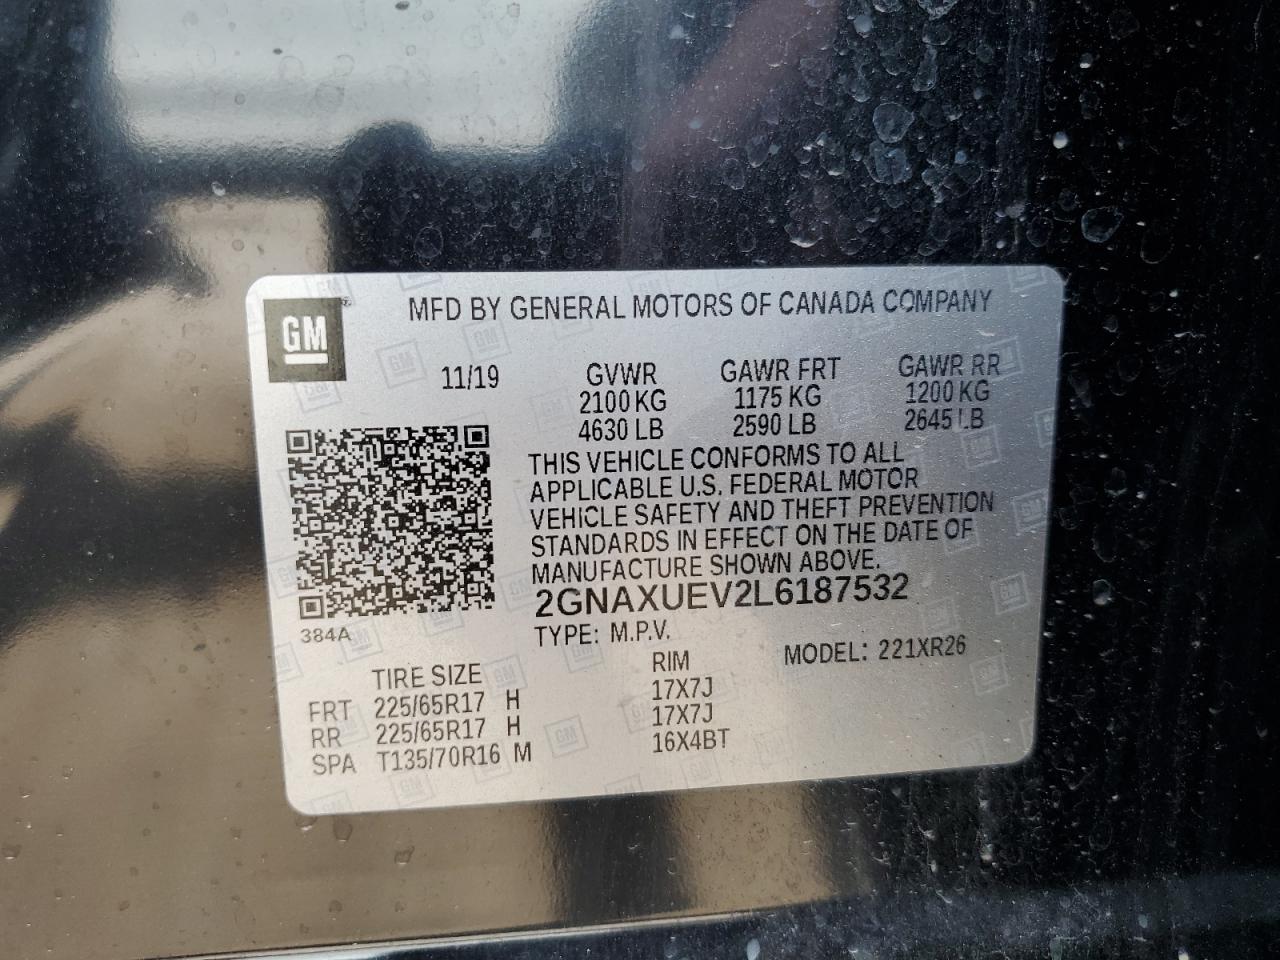 GM
MFD BY GENERAL MOTORS OF CANADA COMPANY
11/19 GVWR GAWR FRT GAWR RR
2100 KG 1175 KG 1200 KG
4630 LB 2590 LB 2645 LB
THIS VEHICLE CONFORMS TO ALL
APPLICABLE U.S. FEDERAL MOTOR
VEHICLE SAFETY AND THEFT PREVENTION
STANDARDS IN EFFECT ON THE DATE OF
MANUFACTURE SHOWN ABOVE.
2GNAXUEV2L6187532
384A
TYPE: M.P.V. MODEL: 221XR26
TIRE SIZE RIM
FRT 225/65R17 H 17X7J
RR 225/65R17 H 17X7J
SPA T135/70R16 M 16X4BT